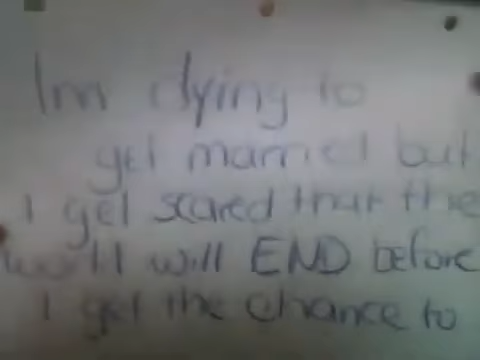 Im dying to
get married but
I get scared that the
world will END before
I get the chance to